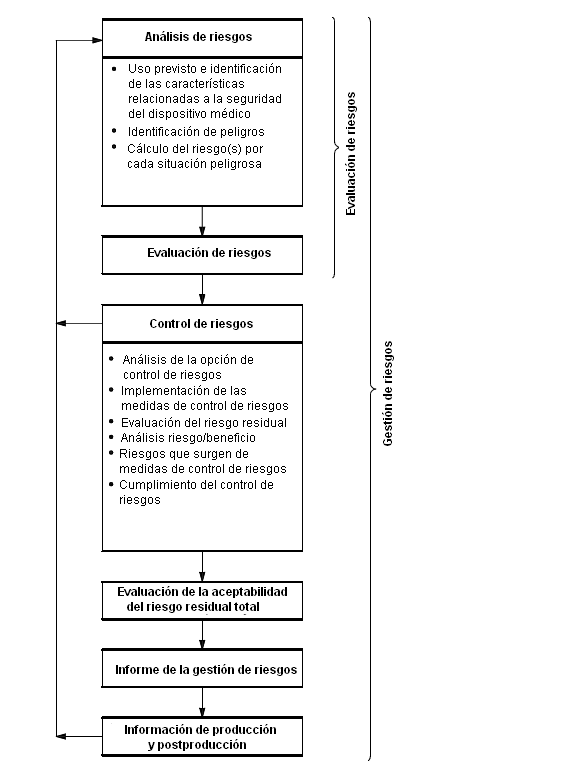 Análisis de riesgos
• Uso previsto e identificación
de las características
relacionadas a la seguridad
del dispositivo médico
• Identificación de peligros
• Cálculo del riesgo(s) por
cada situación peligrosa
Evaluación de riesgos
Evaluación de riesgos
Control de riesgos
• Análisis de la opción de
control de riesgos
• Implementación de las
medidas de control de riesgos
• Evaluación del riesgo residual
• Análisis riesgo/beneficio
• Riesgos que surgen de
medidas de control de riesgos
• Cumplimiento del control de
riesgos
Gestión de riesgos
Evaluación de la aceptabilidad
del riesgo residual total
Informe de la gestión de riesgos
Información de producción
y postproducción